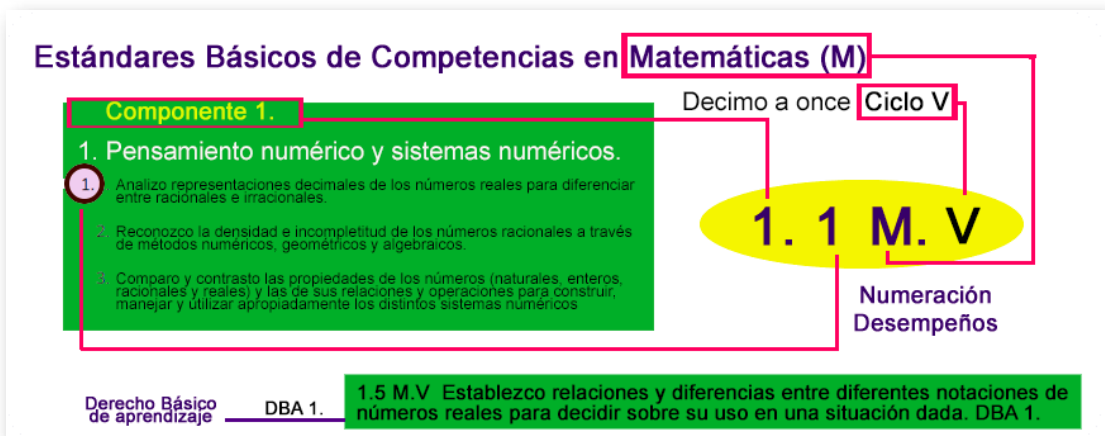 Estándares Básicos de Competencias en Matemáticas (M)
Decimo a once Ciclo V
Componente 1.
1. Pensamiento numérico y sistemas numéricos.
1. Analizo representaciones decimales de los números reales para diferenciar
entre racionales e irracionales.
2. Reconozco la densidad e incompletitud de los números racionales a través
de métodos numéricos, geométricos y algebraicos.
3. Comparo y contrasto las propiedades de los números (naturales, enteros,
racionales y reales) y las de sus relaciones y operaciones para construir,
manejar y utilizar apropiadamente los distintos sistemas numéricos
1. 1 M. V
Numeración
Desempeños
Derecho Básico
de aprendizaje
DBA 1.
1.5 M.V Establezco relaciones y diferencias entre diferentes notaciones de
números reales para decidir sobre su uso en una situación dada. DBA 1.